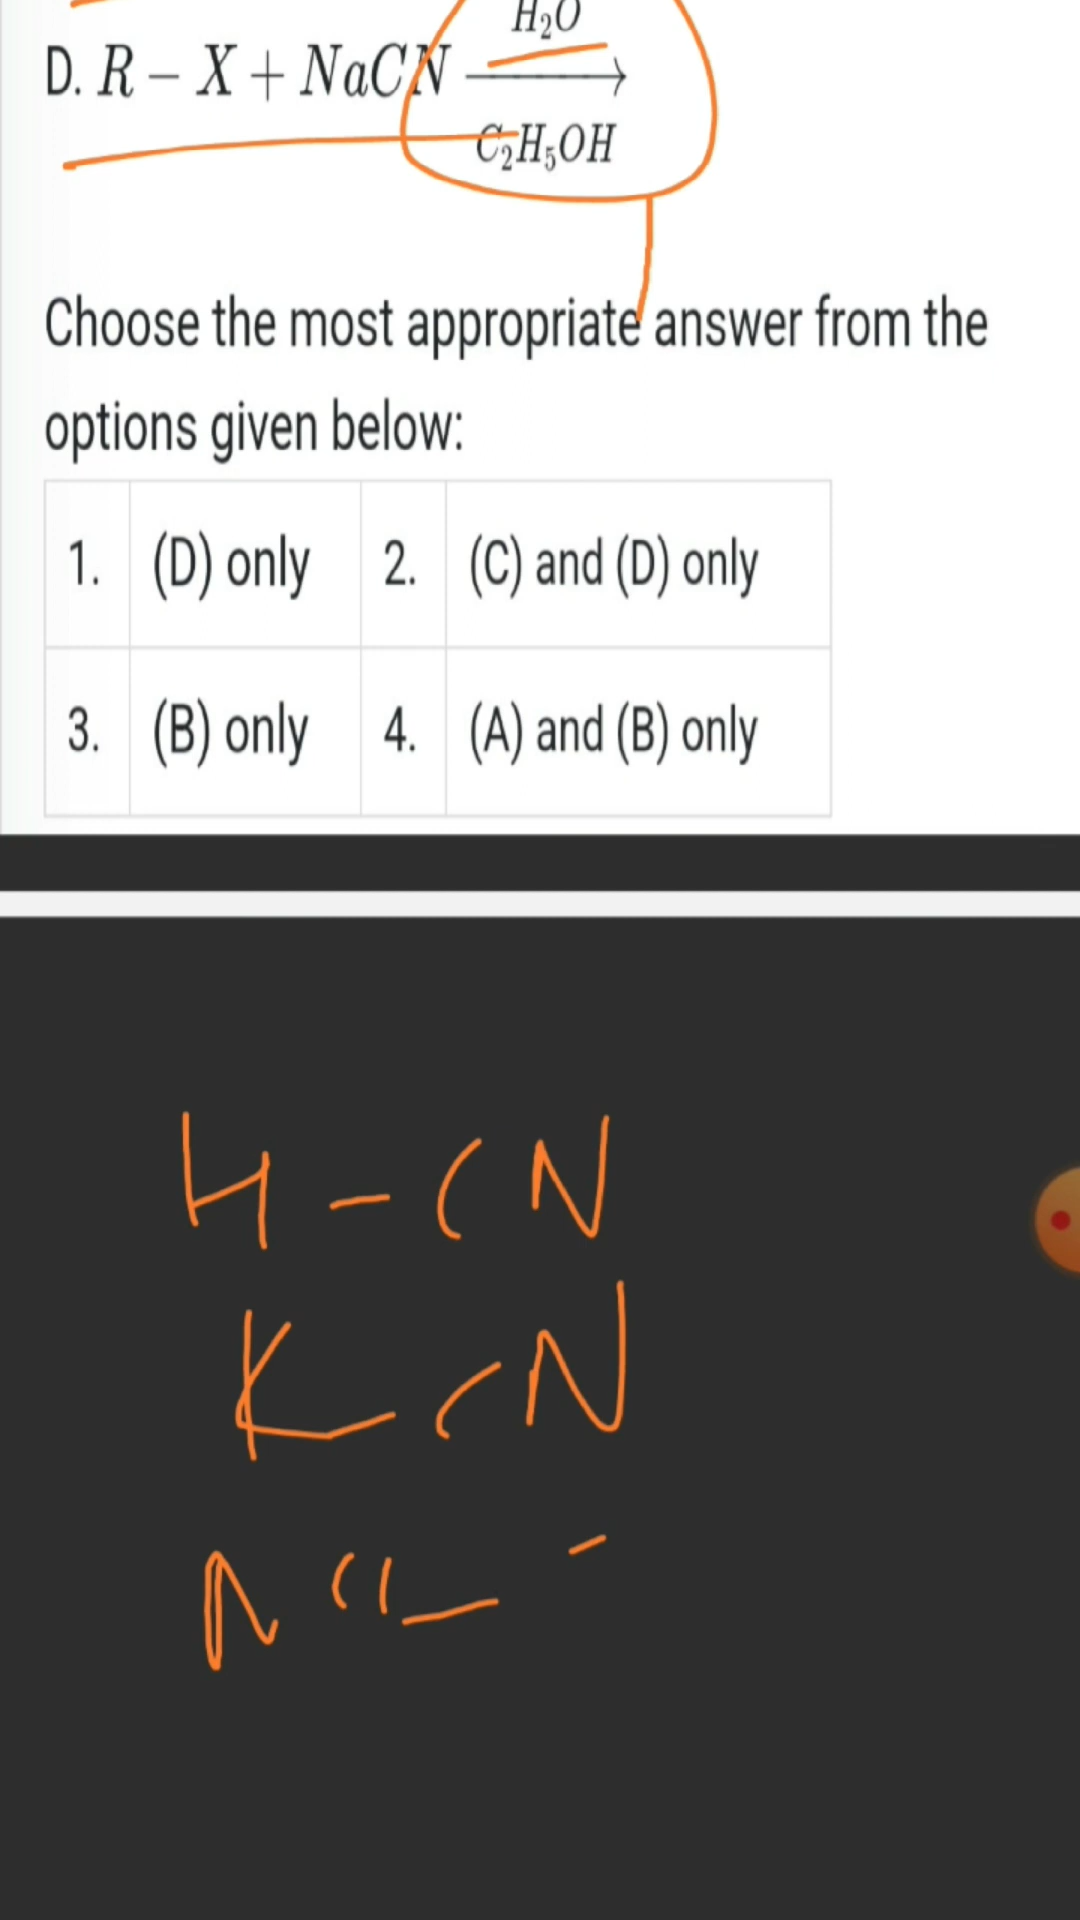 H₂O
D. R – X + NaCN ⟶
C₂H₅OH
Choose the most appropriate answer from the
options given below:
1. (D) only 2. (C) and (D) only
3. (B) only 4. (A) and (B) only
H - CN
K CN